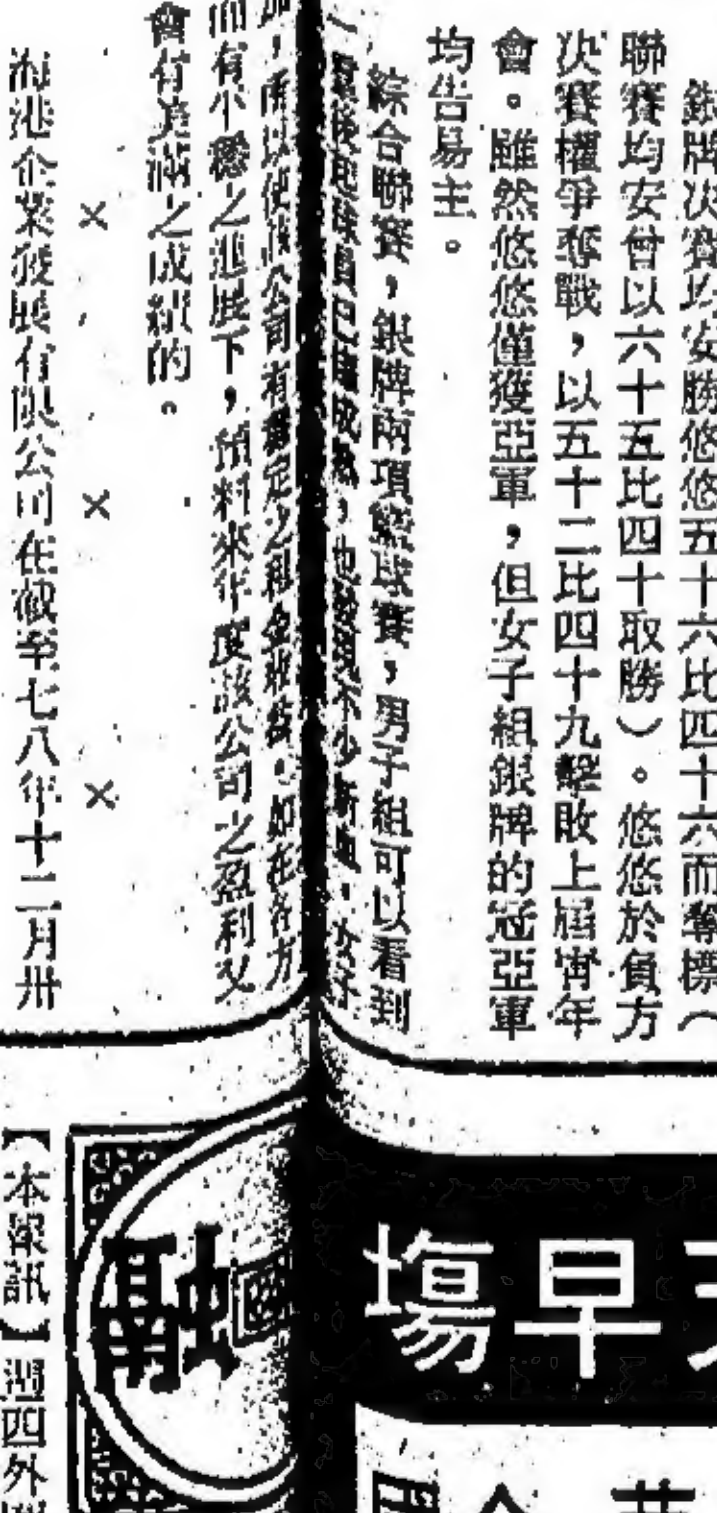 銀牌次賽均安勝悠悠五十六比四十六而奪標（
聯賽均安曾以六十五比四十取勝）。悠悠於負方
決賽權爭奪戰，以五十二比四十九擊敗上屆青年
會。雖然悠悠僅獲亞軍，但女子組銀牌的冠亞軍
均告易主。
綜合聯賽，銀牌兩項籃球賽，男子組可以看到
球員已成，也發現不少新血，女子
，所以使該公司有穩定之租金收益。如在各方
面有小穩之進展下，預料來年度該公司之盈利又
會有美滿之成績的。
× × ×
海港企業發展有限公司在截至七八年十二月卅
早場
融
【本報訊】週四外